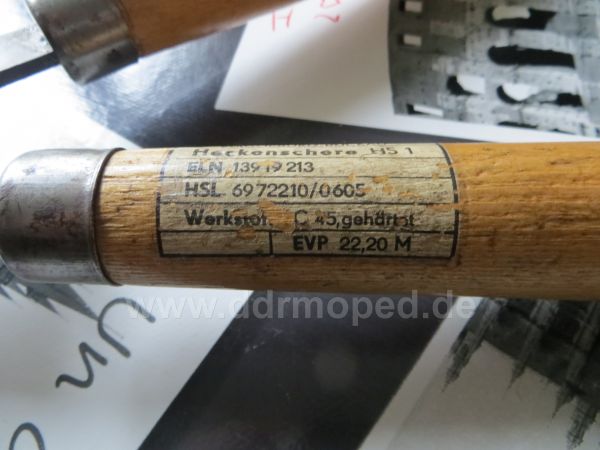 Heckenschere HS 1
ELN 139 19 213
HSL 69 72210/0605
Werkstoff C 45, gehärtet
EVP 22,20 M
www.ddrmoped.de